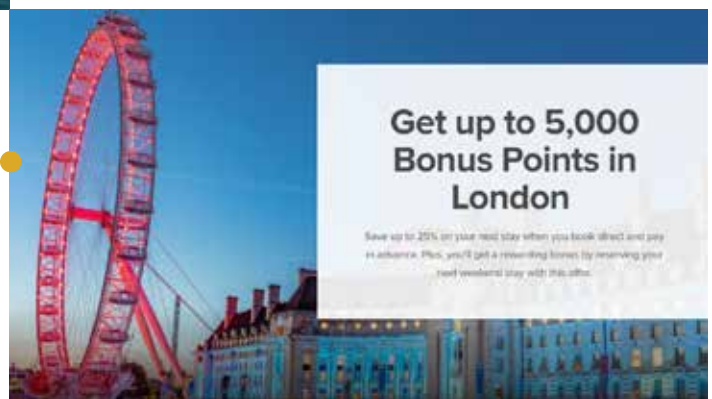 Get up to 5,000
Bonus Points in
London
Save up to 25% on your next stay when you book direct and pay
in advance. Plus, you'll get a rewarding bonus by reserving your
next weekend stay with this offer.